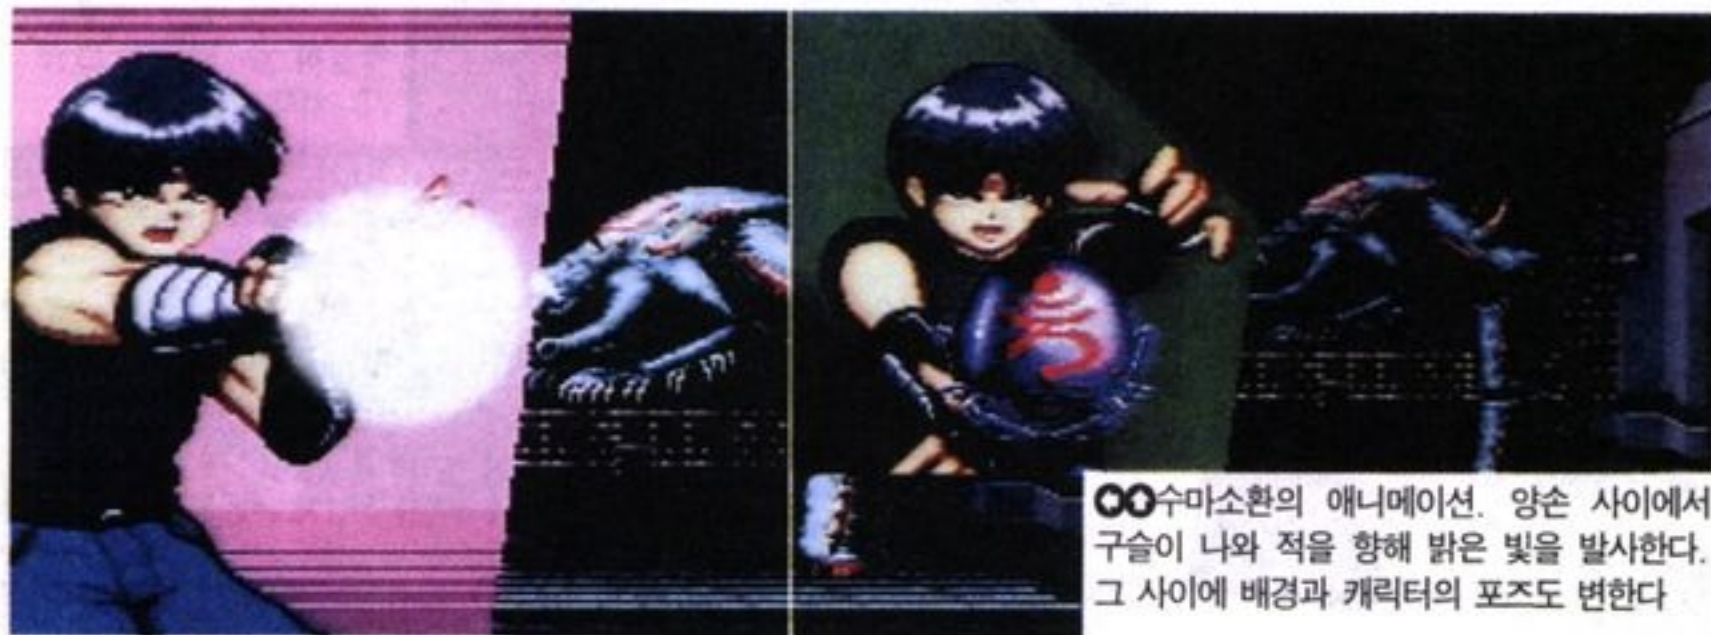 수마소환의 애니메이션. 양손 사이에서
구슬이 나와 적을 향해 밝은 빛을 발사한다.
그 사이에 배경과 캐릭터의 포즈도 변한다